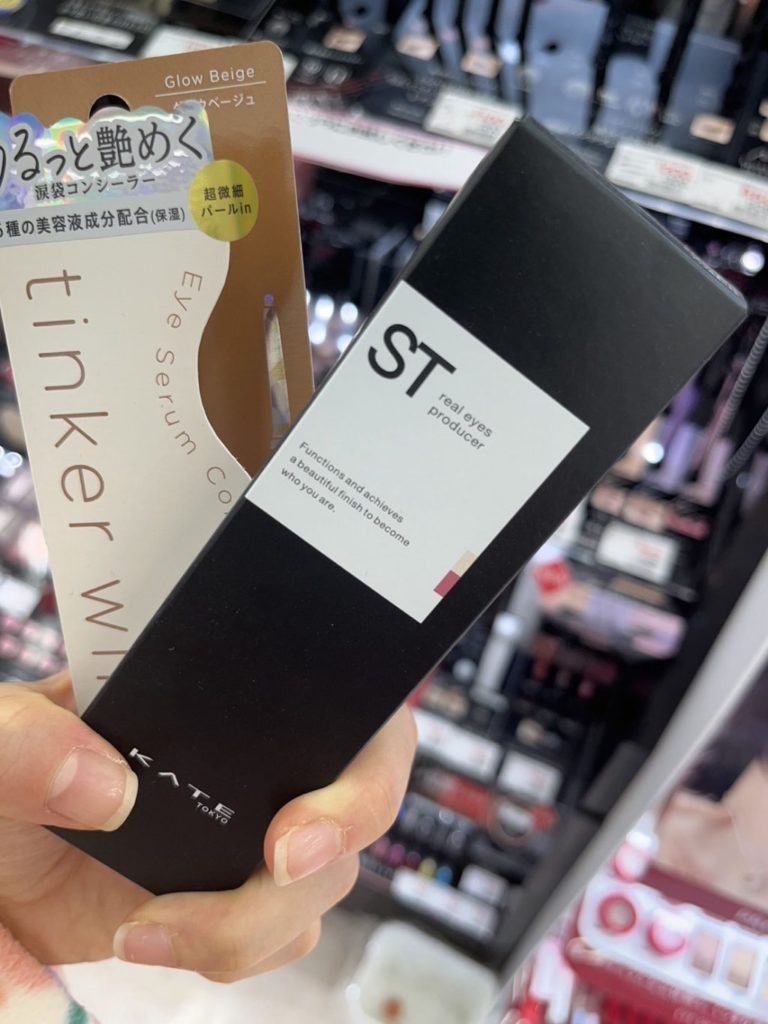 Glow Beige
るっと艶めく
涙袋コンシーラー
種の美容液成分配合(保湿)
超微細
パールin
tinker wi
Eye Serum Co
ST
real eyes
producer
Functions and achieves
a beautiful finish to become
who you are.
KATE
TOKYO